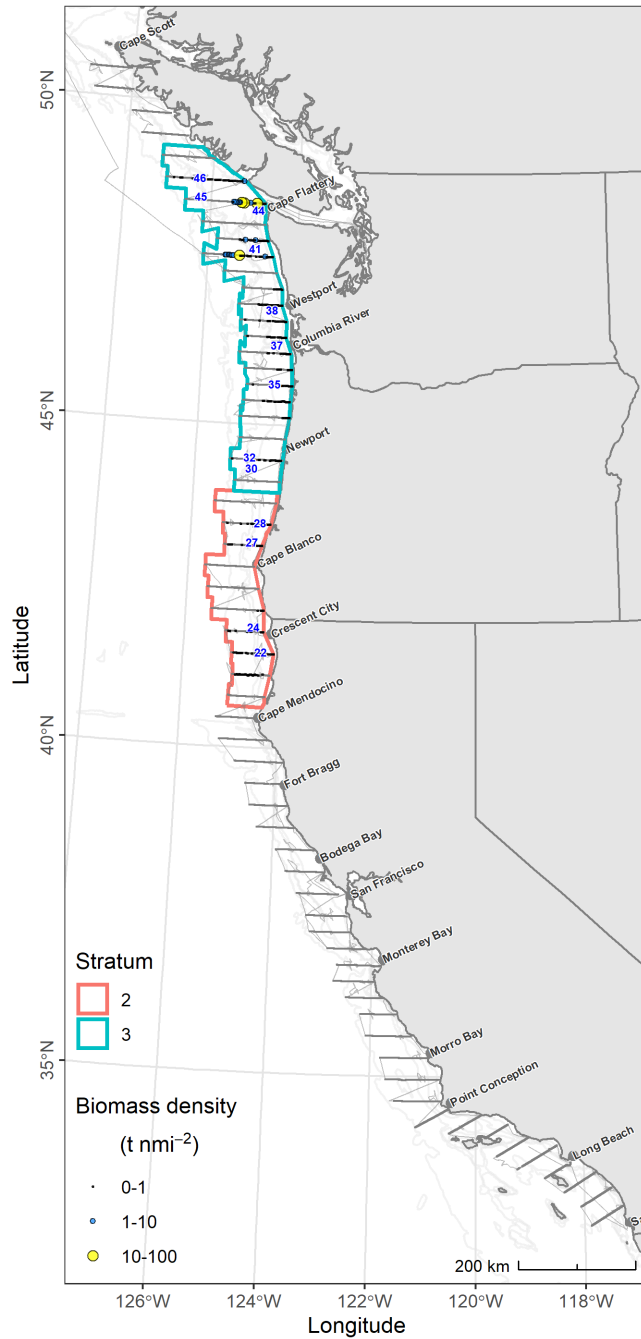 Cape Scott
50°N
46
45
Cape Flattery
44
41
Westport
38
Columbia River
37
35
45°N
Newport
32
30
28
27
Cape Blanco
24
Crescent City
22
Latitude
Cape Mendocino
40°N
Fort Bragg
Bodega Bay
San Francisco
Monterey Bay
Stratum
2
3
Morro Bay
35°N
Point Conception
Biomass density
(t nmi⁻²)
Long Beach
0-1
1-10
10-100
200 km
126°W
124°W
122°W
120°W
118°W
Longitude